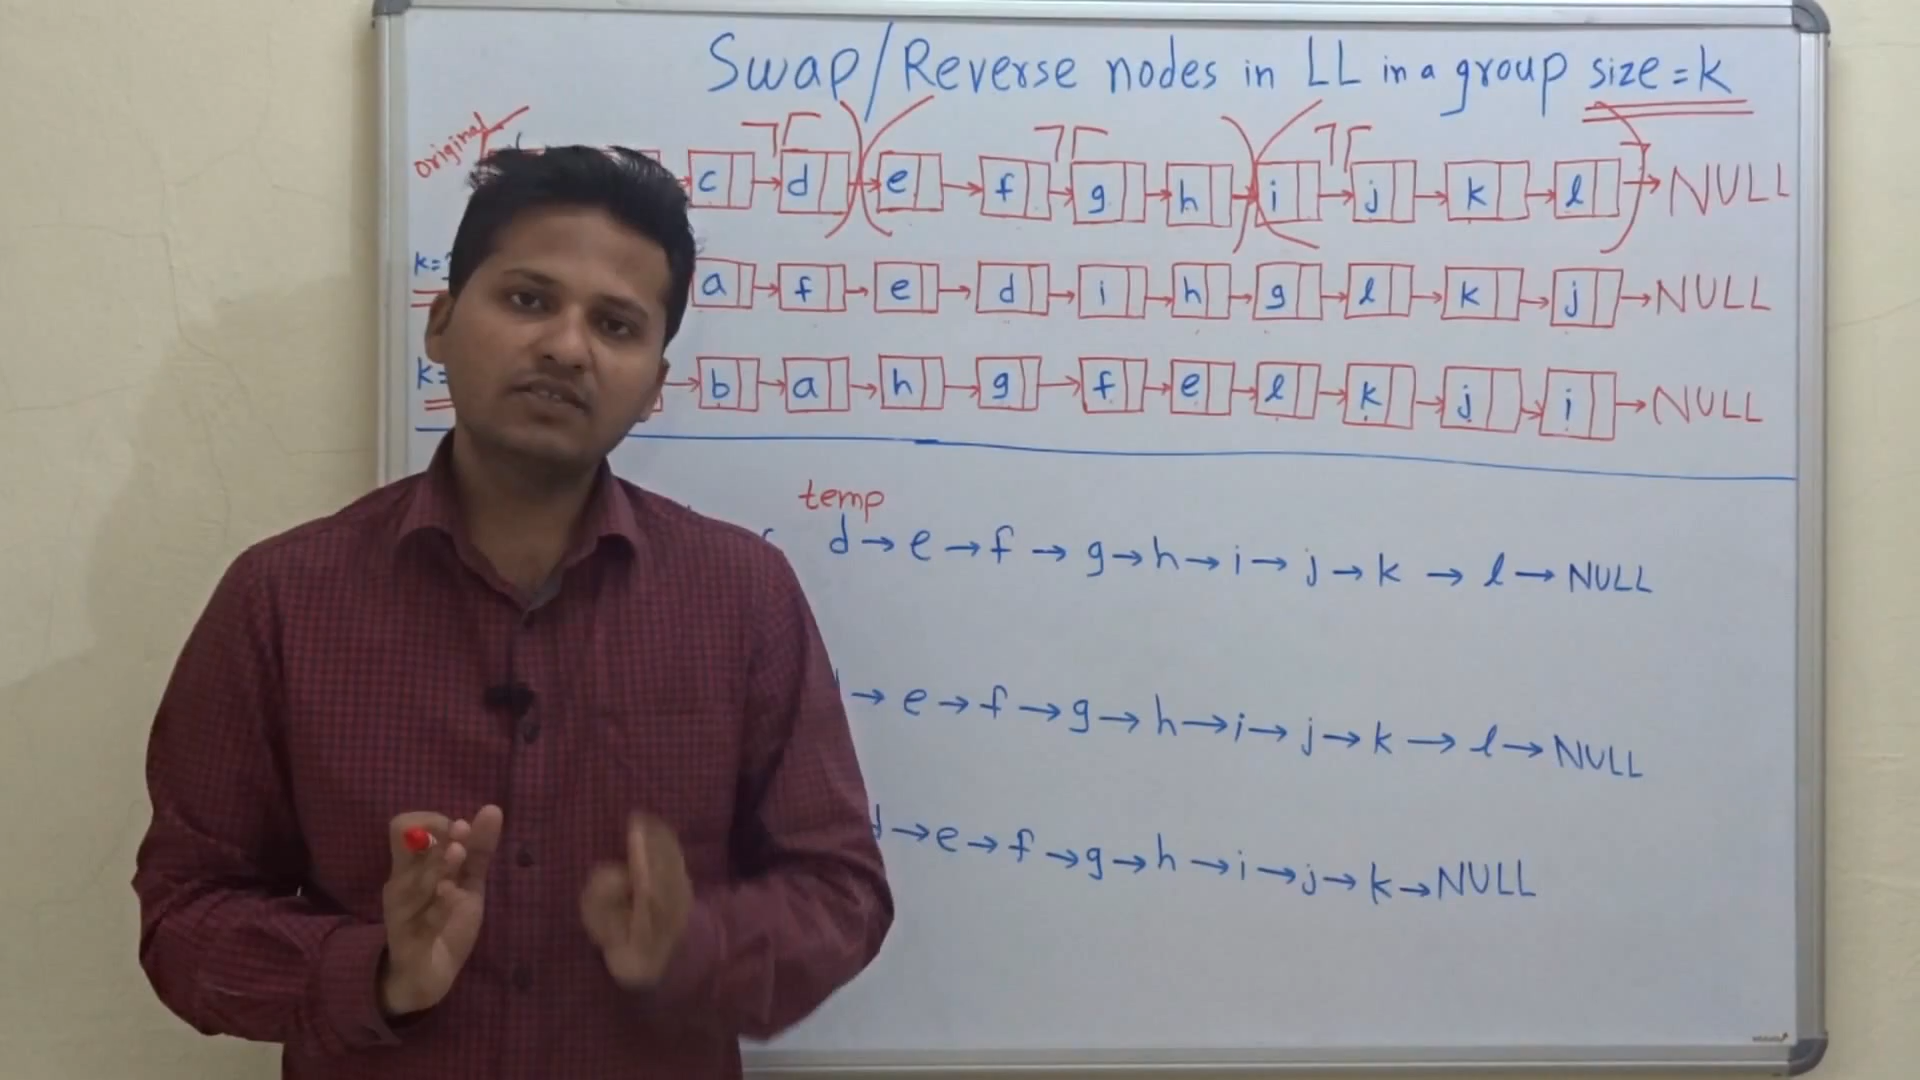 Swap/Reverse nodes in LL in a group size = k
original
c → d → e → f → g → h → i → j → k → l → NULL
k=
a → f → e → d → i → h → g → l → k → j → NULL
k=
→ b → a → h → g → f → e → l → k → j → i → NULL
temp
d → e → f → g → h → i → j → k → l → NULL
→ e → f → g → h → i → j → k → l → NULL
d → e → f → g → h → i → j → k → NULL